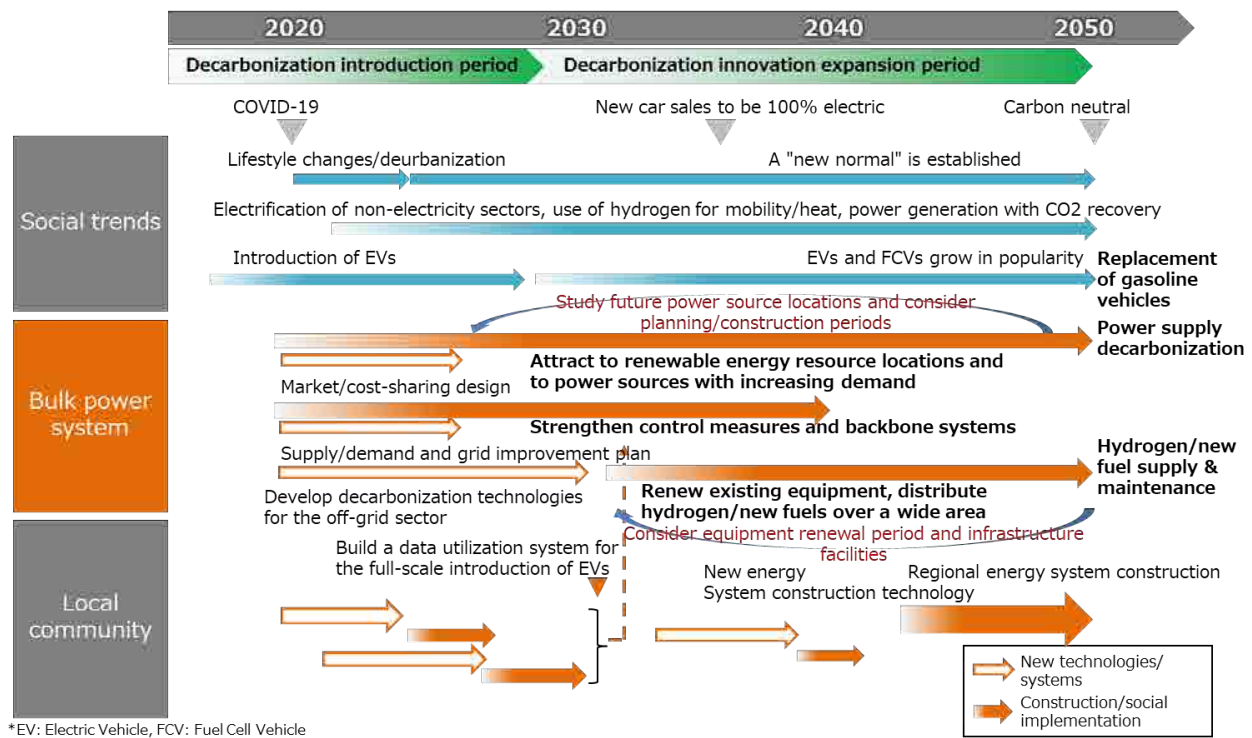 2020 2030 2040 2050
Decarbonization introduction period
Decarbonization innovation expansion period
COVID-19
New car sales to be 100% electric
Carbon neutral
Social trends
Lifestyle changes/deurbanization
A "new normal" is established
Electrification of non-electricity sectors, use of hydrogen for mobility/heat, power generation with CO2 recovery
Introduction of EVs
EVs and FCVs grow in popularity
Replacement
of gasoline
vehicles
Bulk power
system
Study future power source locations and consider
planning/construction periods
Power supply
decarbonization
Attract to renewable energy resource locations and
to power sources with increasing demand
Market/cost-sharing design
Strengthen control measures and backbone systems
Supply/demand and grid improvement plan
Hydrogen/new
fuel supply &
maintenance
Develop decarbonization technologies
for the off-grid sector
Renew existing equipment, distribute
hydrogen/new fuels over a wide area
Consider equipment renewal period and infrastructure
facilities
Local
community
Build a data utilization system for
the full-scale introduction of EVs
New energy
System construction technology
Regional energy system construction
New technologies/
systems
Construction/social
implementation
*EV: Electric Vehicle, FCV: Fuel Cell Vehicle